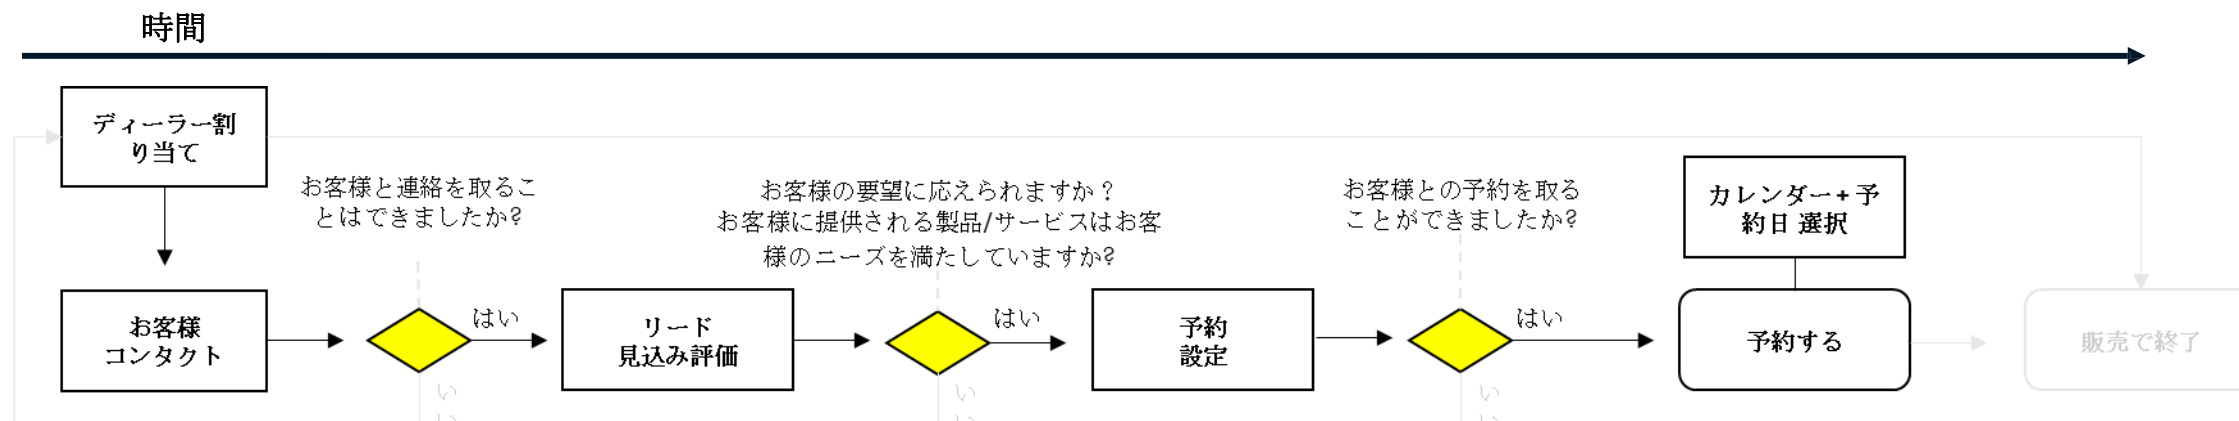 時間
ディーラー割
り当て
お客様と連絡を取るこ
とはできましたか?
お客様の要望に応えられますか？
お客様に提供される製品/サービスはお客
様のニーズを満たしていますか?
お客様との予約を取る
ことができましたか?
カレンダー+ 予
約日 選択
お客様
コンタクト
はい
リード
見込み評価
はい
予約
設定
はい
予約する
販売で終了
い
い
い
い
い
い